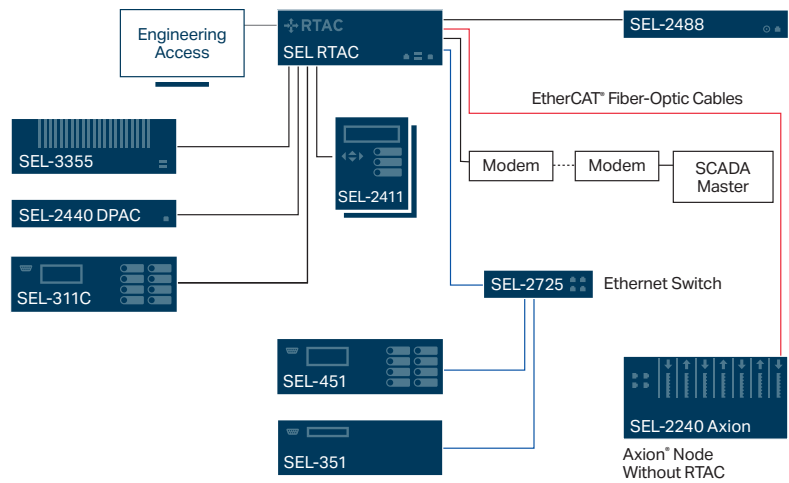 Engineering
Access
RTAC
SEL RTAC
SEL-2488
EtherCAT® Fiber-Optic Cables
SEL-3355
Modem
Modem
SCADA
Master
SEL-2411
SEL-2440 DPAC
SEL-311C
SEL-2725
Ethernet Switch
SEL-451
SEL-2240 Axion
SEL-351
Axion® Node
Without RTAC